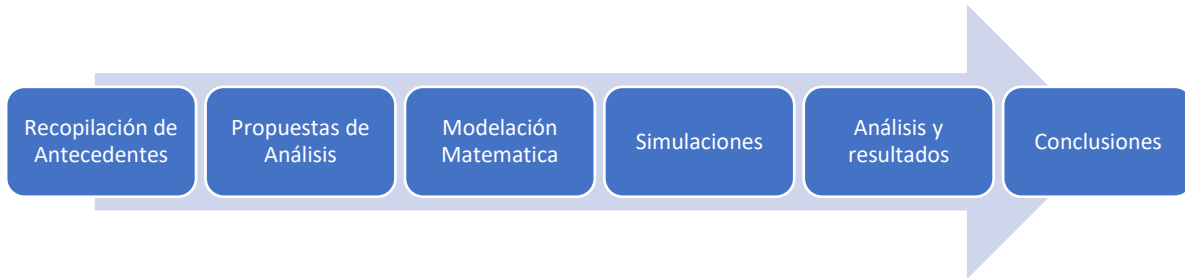 Recopilación de
Antecedentes
Propuestas de
Análisis
Modelación
Matematica
Simulaciones
Análisis y
resultados
Conclusiones